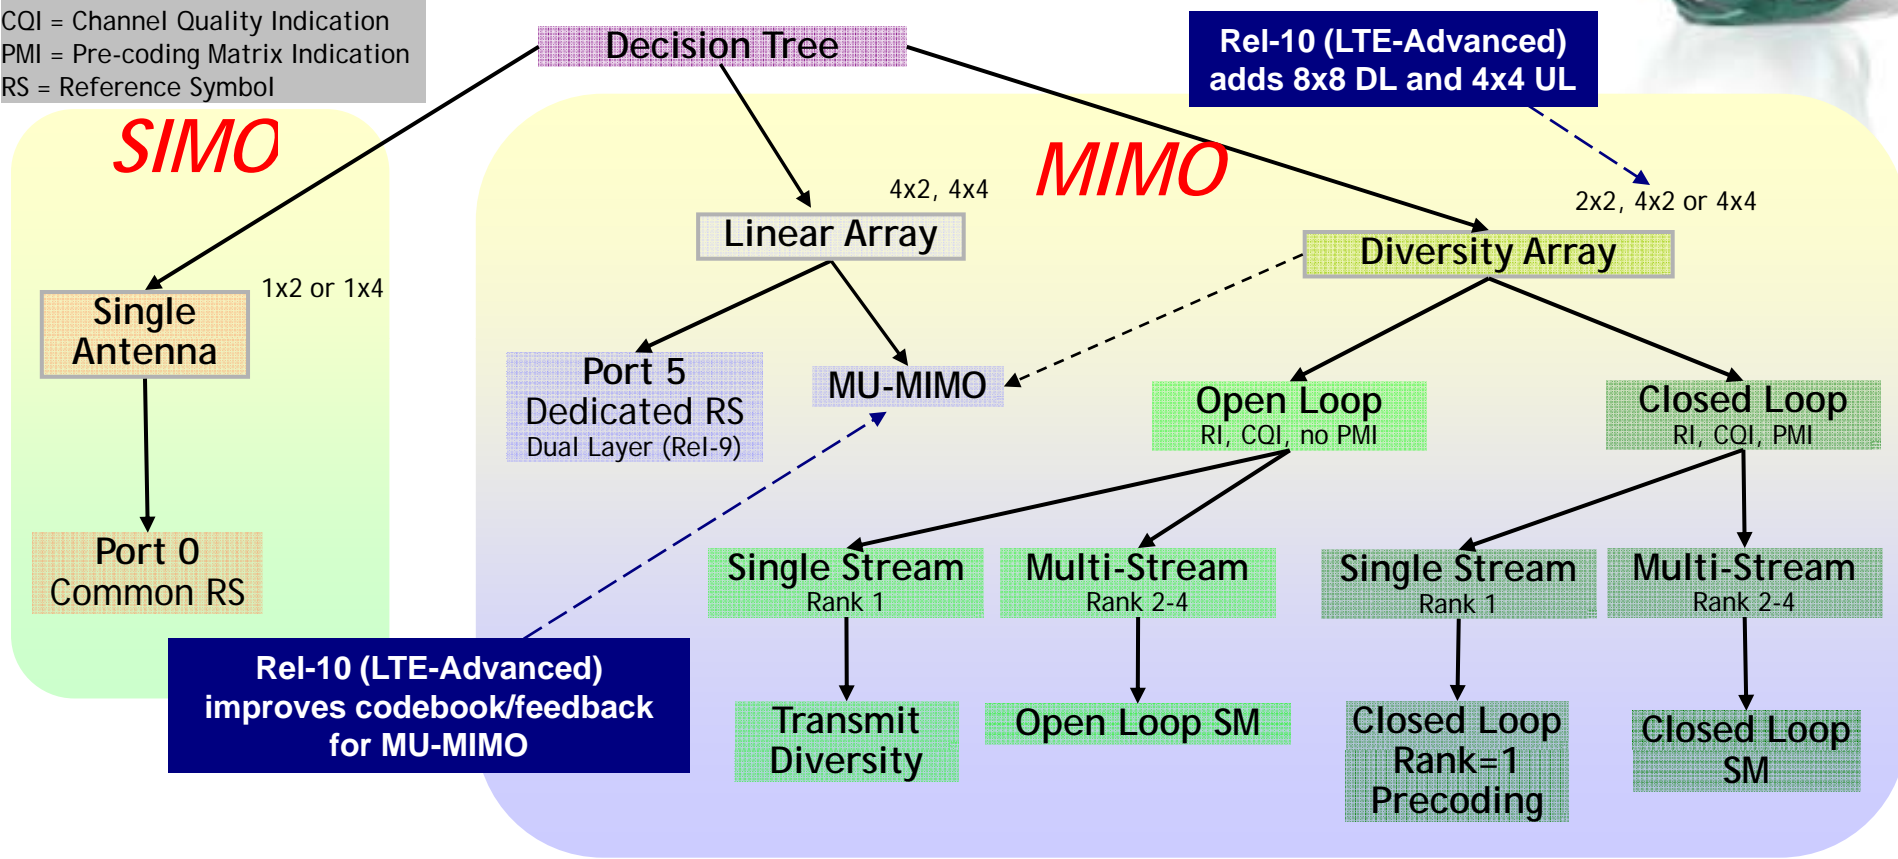 CQI = Channel Quality Indication
PMI = Pre-coding Matrix Indication
RS = Reference Symbol
Decision Tree
Rel-10 (LTE-Advanced)
adds 8x8 DL and 4x4 UL
SIMO
MIMO
4x2, 4x4
2x2, 4x2 or 4x4
Linear Array
Diversity Array
1x2 or 1x4
Single
Antenna
Port 5
Dedicated RS
Dual Layer (Rel-9)
MU-MIMO
Open Loop
RI, CQI, no PMI
Closed Loop
RI, CQI, PMI
Port 0
Common RS
Single Stream
Rank 1
Multi-Stream
Rank 2-4
Single Stream
Rank 1
Multi-Stream
Rank 2-4
Rel-10 (LTE-Advanced)
improves codebook/feedback
for MU-MIMO
Transmit
Diversity
Open Loop SM
Closed Loop
Rank=1
Precoding
Closed Loop
SM